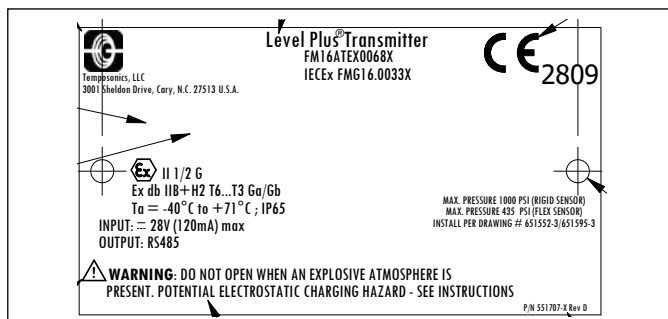 Level Plus® Transmitter
FM16ATEX0068X
IECEx FMG16.0033X
CE 2809
Temposonics, LLC
3001 Sheldon Drive, Cary, N.C. 27513 U.S.A.
Ex II 1/2 G
Ex db IIB+H2 T6...T3 Ga/Gb
Ta = -40°C to +71°C ; IP65
INPUT: ⎓ 28V (120mA) max
OUTPUT: RS485
MAX. PRESSURE 1000 PSI (RIGID SENSOR)
MAX. PRESSURE 435 PSI (FLEX SENSOR)
INSTALL PER DRAWING # 651552-3/651595-3
WARNING: DO NOT OPEN WHEN AN EXPLOSIVE ATMOSPHERE IS
PRESENT. POTENTIAL ELECTROSTATIC CHARGING HAZARD - SEE INSTRUCTIONS
P/N 551707-X Rev D